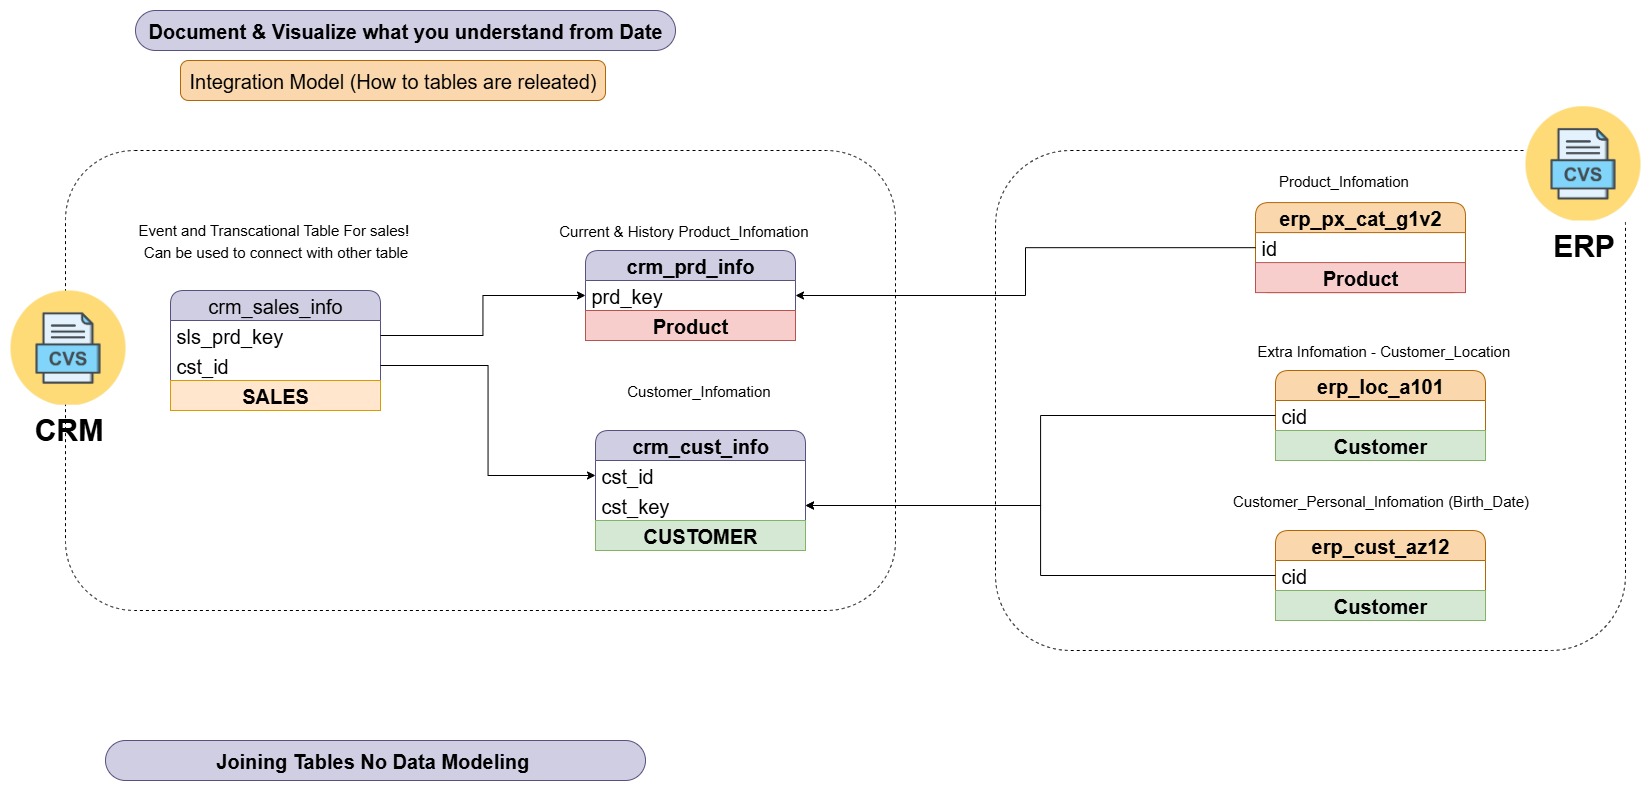 Document & Visualize what you understand from Date
Integration Model (How to tables are releated)
CVS
CRM
Event and Transcational Table For sales!
Can be used to connect with other table
crm_sales_info
sls_prd_key
cst_id
SALES
Current & History Product_Infomation
crm_prd_info
prd_key
Product
Customer_Infomation
crm_cust_info
cst_id
cst_key
CUSTOMER
CVS
ERP
Product_Infomation
erp_px_cat_g1v2
id
Product
Extra Infomation - Customer_Location
erp_loc_a101
cid
Customer
Customer_Personal_Infomation (Birth_Date)
erp_cust_az12
cid
Customer
Joining Tables No Data Modeling